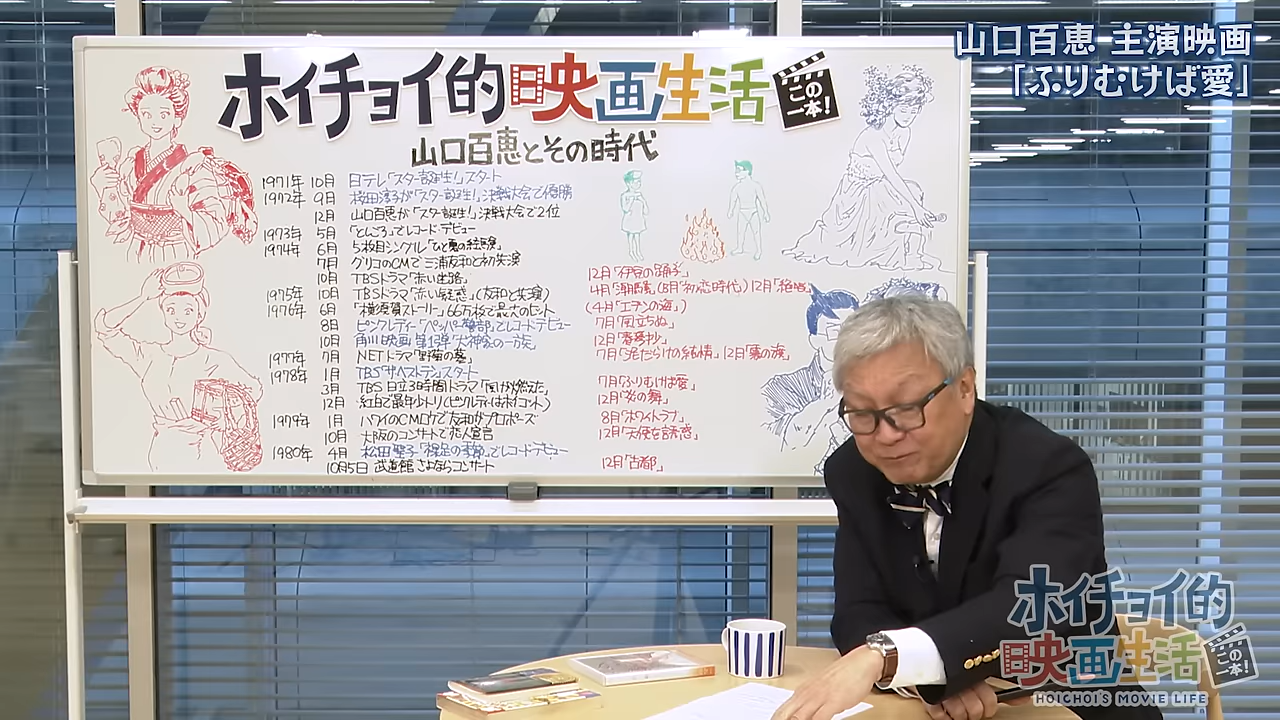 山口百恵 主演映画
「ふりむけば愛」
ホイチョイ的映画生活 この一本!
山口百恵とその時代
1971年 10月 日テレ「スター誕生!」スタート
1972年 9月 桜田淳子が「スター誕生!」決戦大会で優勝
12月 山口百恵が「スター誕生!」決戦大会で2位
1973年 5月 「としごろ」でレコードデビュー
1974年 6月 5枚目シングル「ひと夏の経験」
7月 グリコのCMで三浦友和と初共演
10月 TBSドラマ「赤い迷路」 12月「伊豆の踊子」
1975年 10月 TBSドラマ「赤い疑惑」(友和と共演) 4月「潮騒」(8月「初恋時代」) 12月「絶唱」
1976年 6月 「横須賀ストーリー」66万枚で最大のヒット (4月「エデンの海」)
8月 ピンクレディー「ペッパー警部」でレコードデビュー 7月「風立ちぬ」
10月 角川映画 第1弾「犬神家の一族」 12月「春琴抄」
1977年 7月 NETドラマ「野菊の墓」 7月「泥だらけの純情」 12月「霧の旗」
1978年 1月 TBS「ザベストテン」スタート
3月 TBS 日立3時間ドラマ「風が燃えた」 7月「ふりむけば愛」
12月 紅白で最年少トリ(ピンクレディーはボイコット) 12月「炎の舞」
1979年 1月 ハワイのCMロケで友和がプロポーズ 8月「ホワイトラブ」
10月 大阪のコンサートで恋人宣言 12月「天使を誘惑」
1980年 4月 松田聖子「裸足の季節」でレコードデビュー
10月5日 武道館 さよならコンサート 12月「古都」
ホイチョイ的
映画生活 この一本!
HOICHOI'S MOVIE LIFE